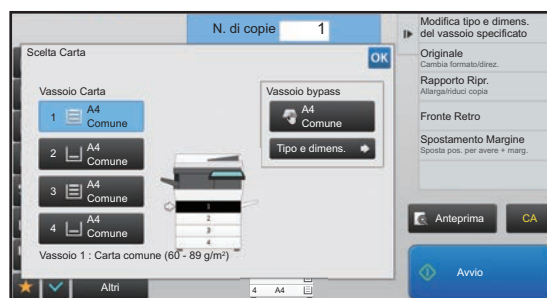 N. di copie 1
Scelta Carta
OK
Vassoio Carta
1 A4
Comune
2 A4
Comune
3 A4
Comune
4 A4
Comune
Vassoio bypass
A4
Comune
Tipo e dimens.
1
2
3
4
Vassoio 1 : Carta comune (60 - 89 g/m²)
Altri
4 A4
Modifica tipo e dimens.
del vassoio specificato
Originale
Cambia formato/direz.
Rapporto Ripr.
Allarga/riduci copia
Fronte Retro
Spostamento Margine
Sposta pos. per avere + marg.
Anteprima
CA
Avvio